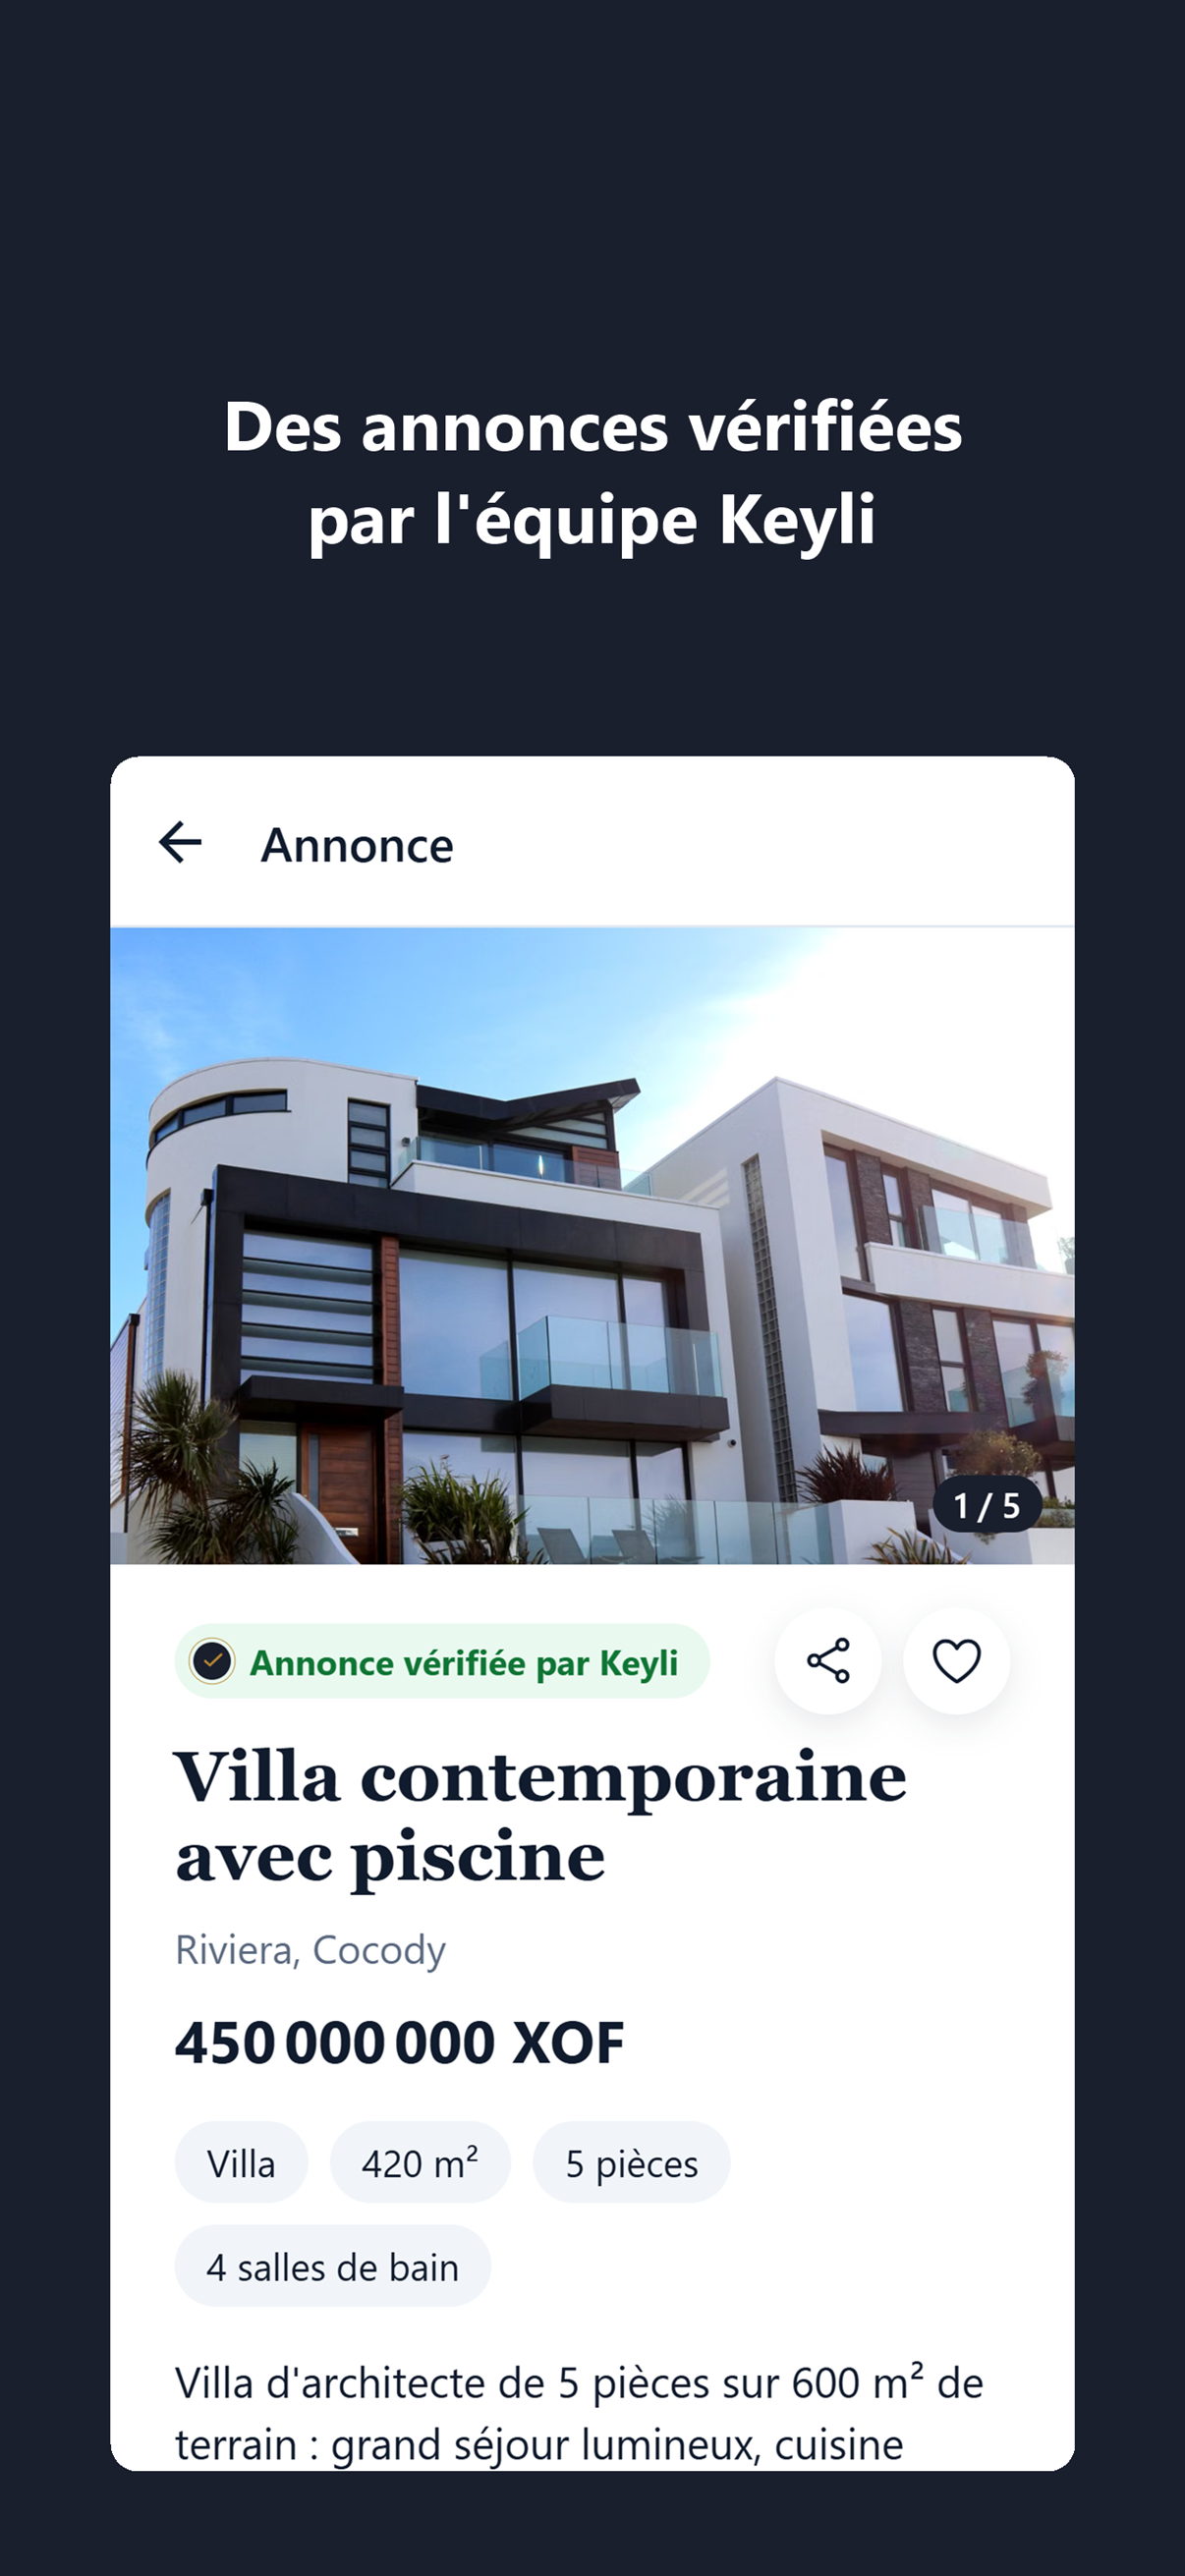 Des annonces vérifiées
par l'équipe Keyli
Annonce
1 / 5
Annonce vérifiée par Keyli
Villa contemporaine
avec piscine
Riviera, Cocody
450 000 000 XOF
Villa
420 m²
5 pièces
4 salles de bain
Villa d'architecte de 5 pièces sur 600 m² de
terrain : grand séjour lumineux, cuisine